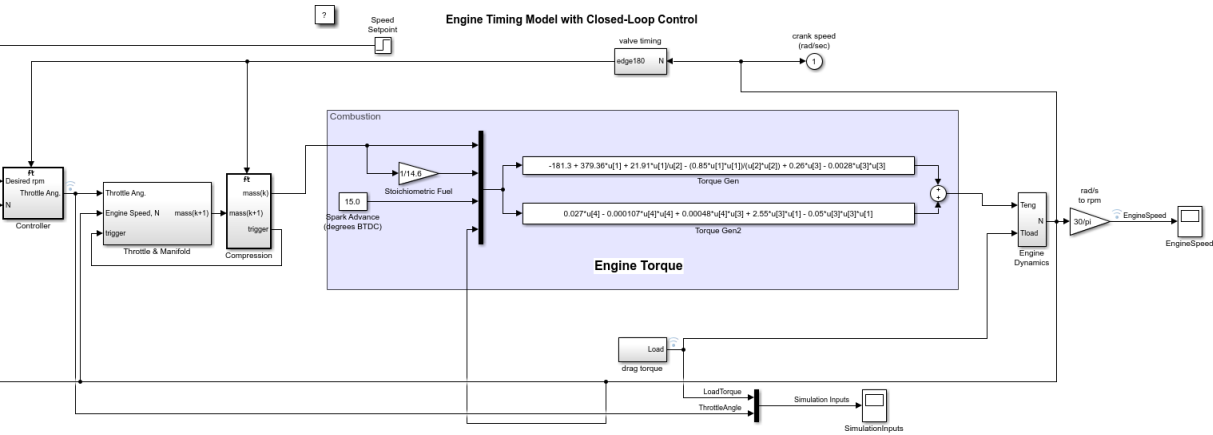 ?
Speed
Setpoint
Engine Timing Model with Closed-Loop Control
valve timing
edge180 N
crank speed
(rad/sec)
1
Combustion
Desired rpm
Throttle Ang.
N
Controller
Throttle Ang.
Engine Speed, N
mass(k+1)
trigger
Throttle & Manifold
mass(k)
mass(k+1)
trigger
Compression
1/14.6
Stoichiometric Fuel
15.0
Spark Advance
(degrees BTDC)
-181.3 + 379.36*u[1] + 21.91*u[1]/u[2] - (0.85*u[1]*u[1])/(u[2]*u[2]) + 0.26*u[3] - 0.0028*u[3]*u[3]
Torque Gen
0.027*u[4] - 0.000107*u[4]*u[4] + 0.00048*u[4]*u[3] + 2.55*u[3]*u[1] - 0.05*u[3]*u[3]*u[1]
Torque Gen2
+
+
Engine Torque
Teng
N
Tload
Engine
Dynamics
rad/s
to rpm
30/pi
EngineSpeed
EngineSpeed
Load
drag torque
LoadTorque
ThrottleAngle
Simulation Inputs
SimulationInputs